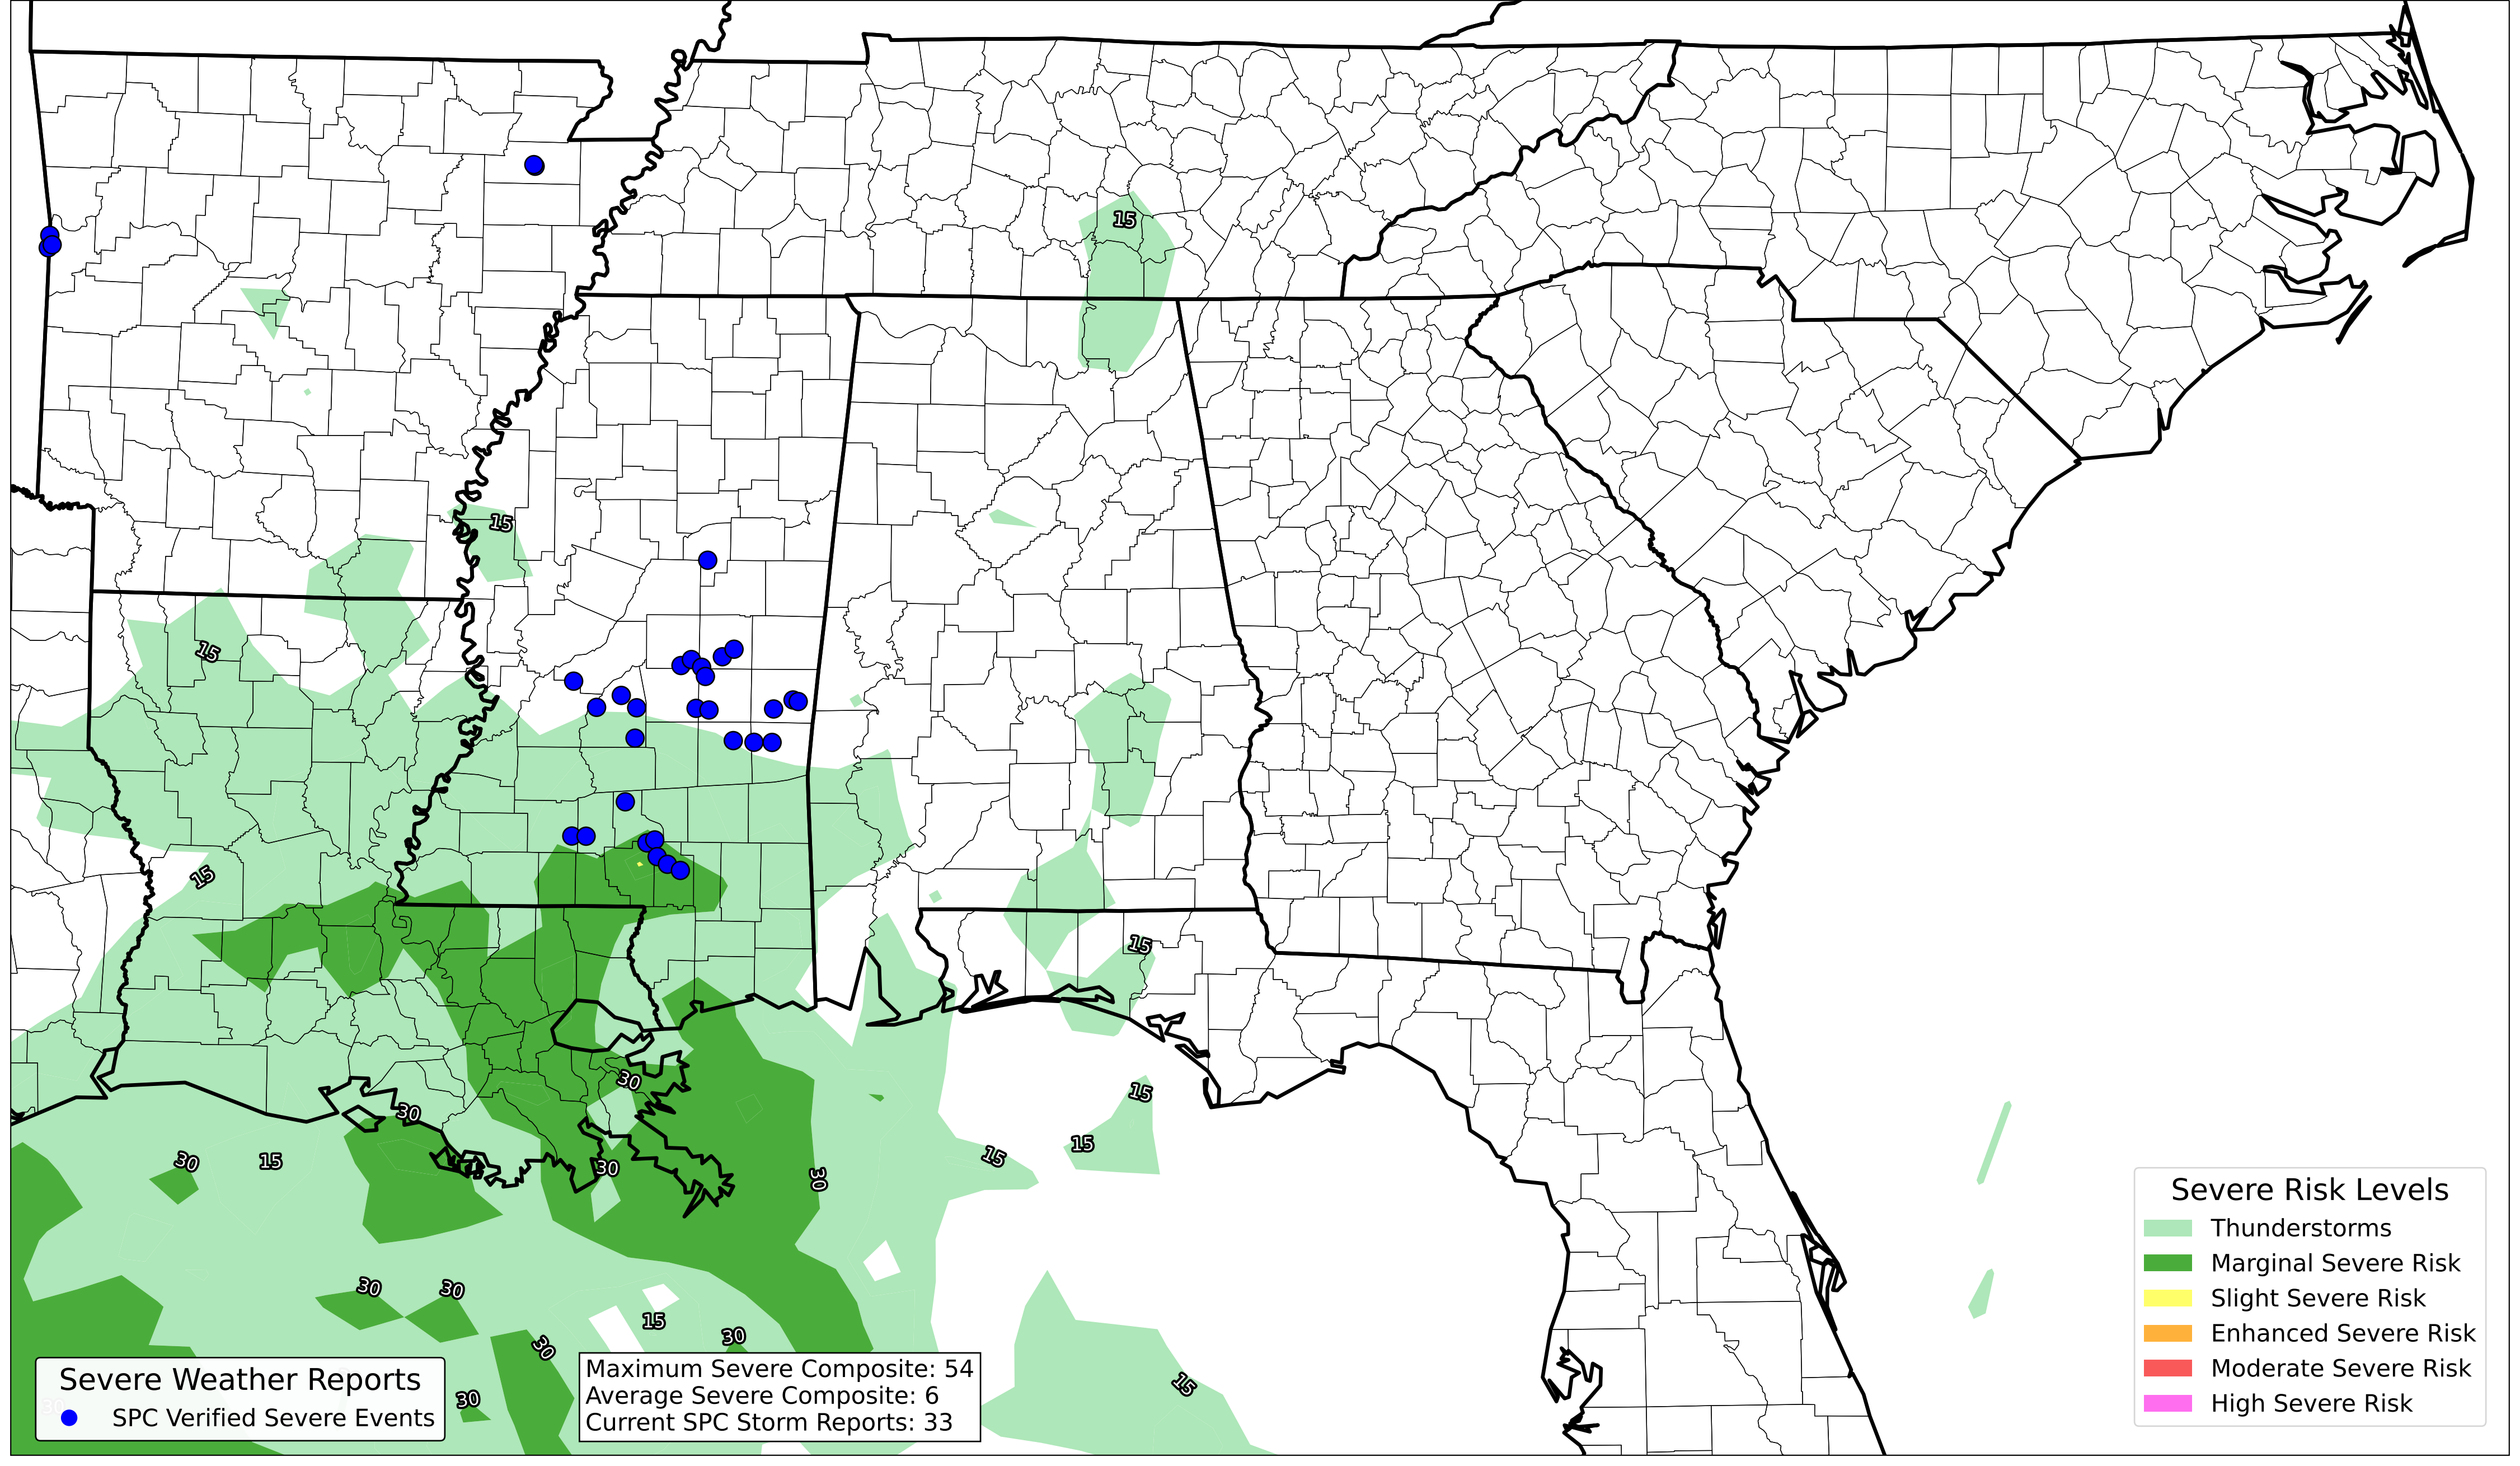 15
15
15
15
15
30
30
15
15
30
15
15
30
30
30
30
15
30
30
15
30
Severe Risk Levels
Thunderstorms
Marginal Severe Risk
Slight Severe Risk
Enhanced Severe Risk
Moderate Severe Risk
High Severe Risk
Severe Weather Reports
SPC Verified Severe Events
Maximum Severe Composite: 54
Average Severe Composite: 6
Current SPC Storm Reports: 33
15